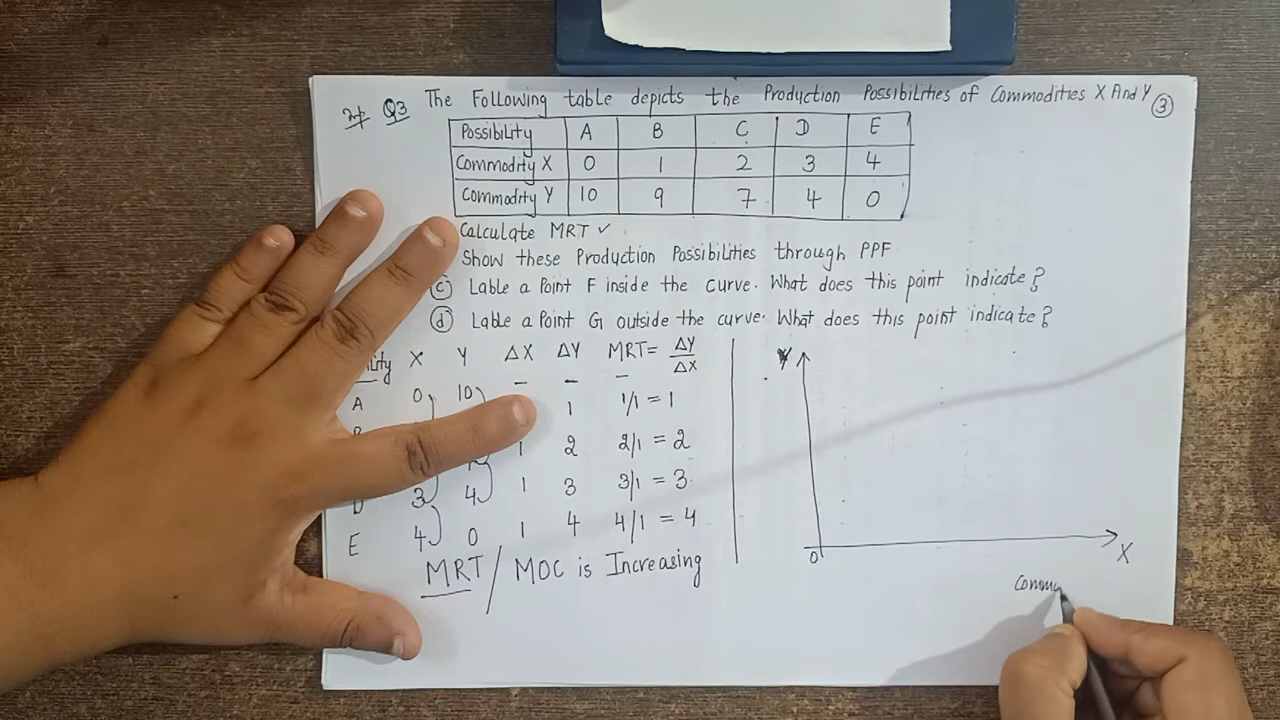 Imp Q3 The Following table depicts the Production Possibilities of Commodities X And Y ③
Possibility A B C D E
Commodity X 0 1 2 3 4
Commodity Y 10 9 7 4 0
Calculate MRT ✓
Show these Production Possibilities through PPF
ⓒ Lable a Point F inside the curve. What does this point indicate?
ⓓ Lable a Point G outside the curve. What does this point indicate?
X Y ΔX ΔY MRT= ΔY/ΔX
A 0 10 – – –
1 1/1 = 1
1 2 2/1 = 2
D 3 4 1 3 3/1 = 3
E 4 0 1 4 4/1 = 4
MRT / MOC is Increasing
Y
0 X
Commo